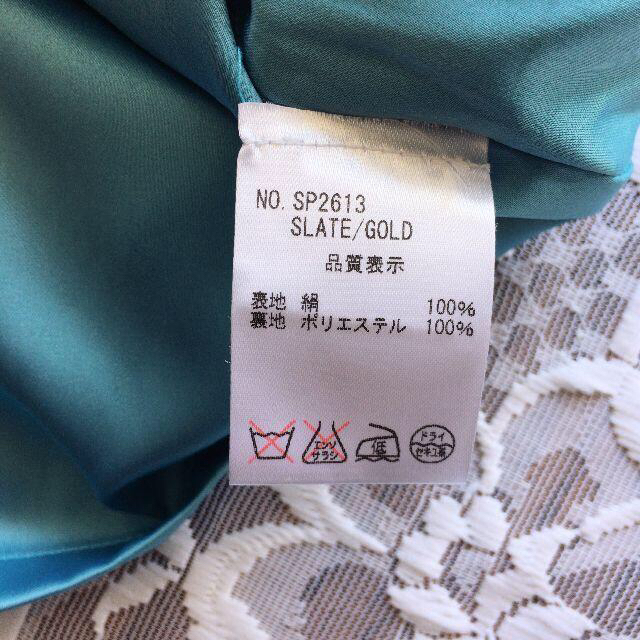 NO. SP2613
SLATE/GOLD
品質表示
表地 絹 100%
裏地 ポリエステル 100%
エンソ サラシ 低 ドライ セキユ系